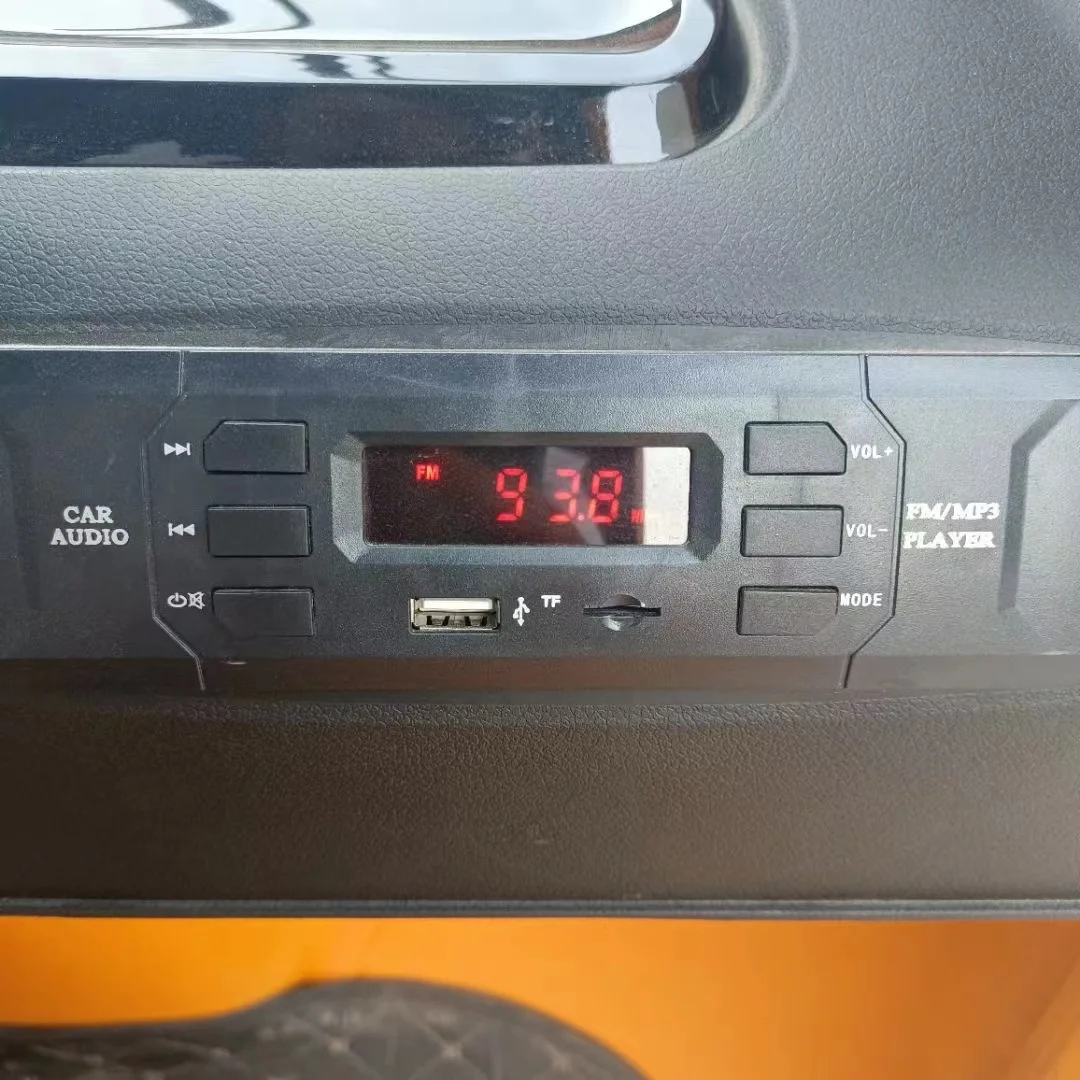 CAR
AUDIO
FM
93.8
VOL+
VOL-
MODE
TF
FM/MP3
PLAYER